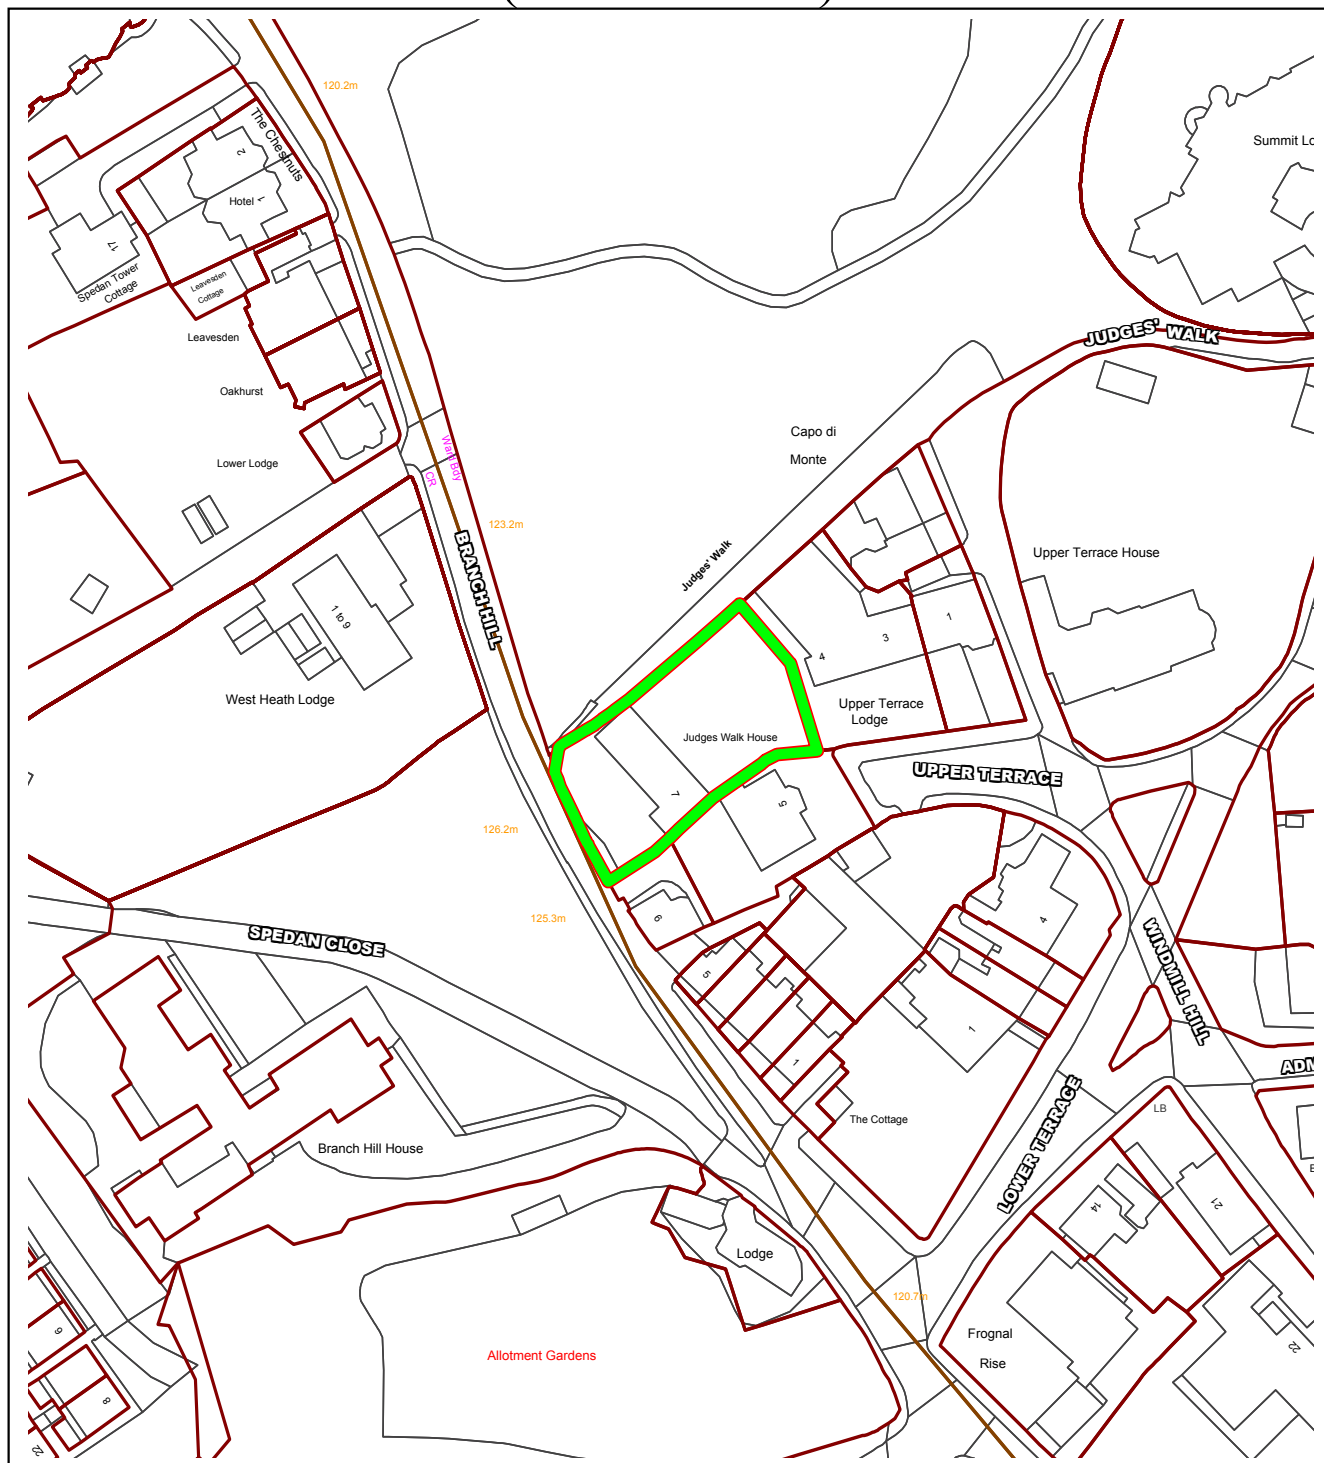 120.2m
The Chestnuts
2
Hotel
1
17
Spedan Tower
Cottage
Leavesden
Cottage
Leavesden
Oakhurst
Lower Lodge
Ward Bdy
CR
Summit Lo
JUDGES' WALK
Capo di
Monte
123.2m
BRANCH HILL
Judges' Walk
Upper Terrace House
1 to 9
1
3
4
West Heath Lodge
Upper Terrace
Lodge
Judges Walk House
UPPER TERRACE
7
5
126.2m
125.3m
6
4
SPEDAN CLOSE
WINDMILL HILL
5
1
1
ADM
The Cottage
LOWER TERRACE
LB
Branch Hill House
14
21
Lodge
120.7m
Frognal
Rise
22
Allotment Gardens
9
8
22